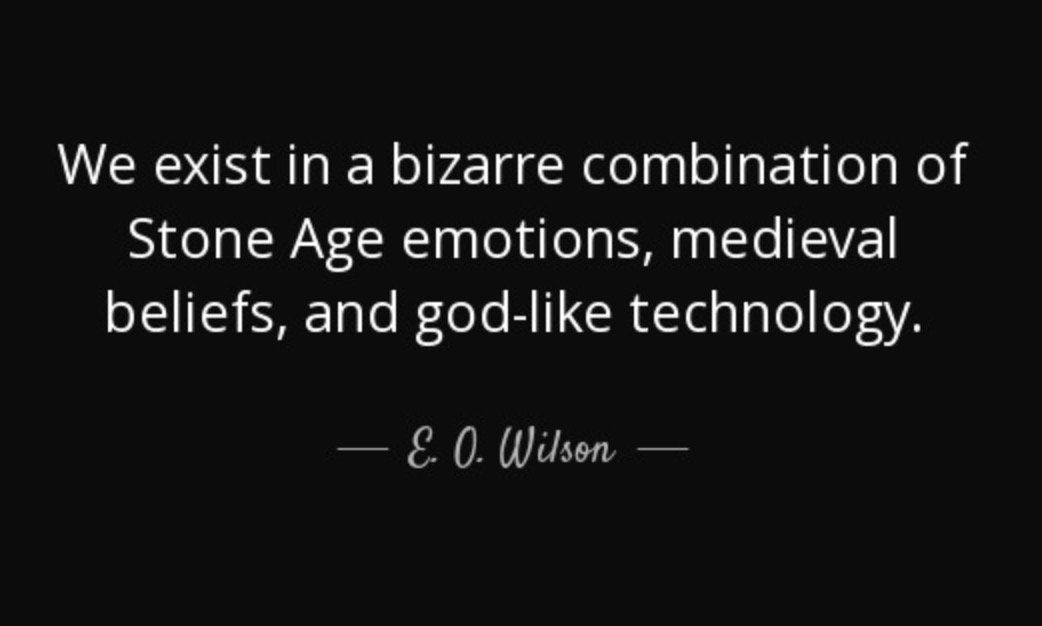 We exist in a bizarre combination of
Stone Age emotions, medieval
beliefs, and god-like technology.
— E. O. Wilson —